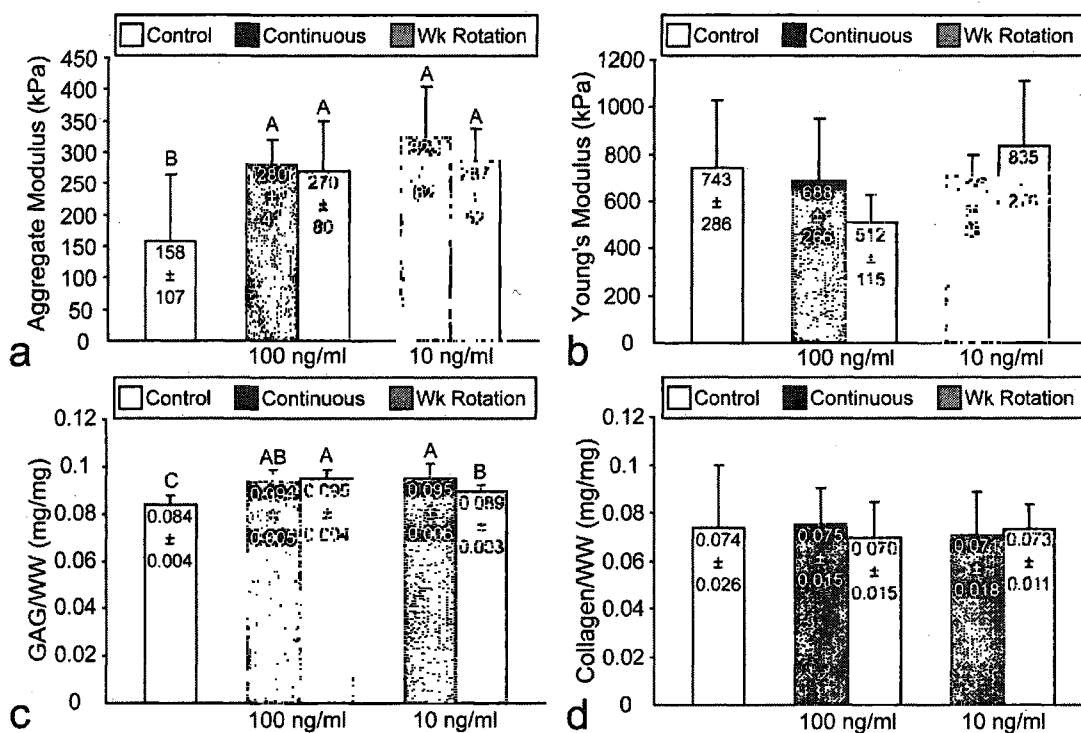 Control Continuous Wk Rotation
Aggregate Modulus (kPa)
450
400
350
300
250
200
150
100
50
0
B
158
±
107
A
280
A
270
±
80
A
A
100 ng/ml
10 ng/ml
a
Control Continuous Wk Rotation
Young's Modulus (kPa)
1200
1000
800
600
400
200
0
743
±
286
688
±
265
512
±
115
835
100 ng/ml
10 ng/ml
b
Control Continuous Wk Rotation
GAG/WW (mg/mg)
0.12
0.1
0.08
0.06
0.04
0.02
0
C
0.084
±
0.004
AB
0.094
0.005
A
0.095
±
0.004
A
0.095
0.006
B
0.089
±
0.003
100 ng/ml
10 ng/ml
c
Control Continuous Wk Rotation
Collagen/WW (mg/mg)
0.12
0.1
0.08
0.06
0.04
0.02
0
0.074
±
0.026
0.075
±
0.015
0.070
±
0.015
0.071
±
0.018
0.073
±
0.011
100 ng/ml
10 ng/ml
d